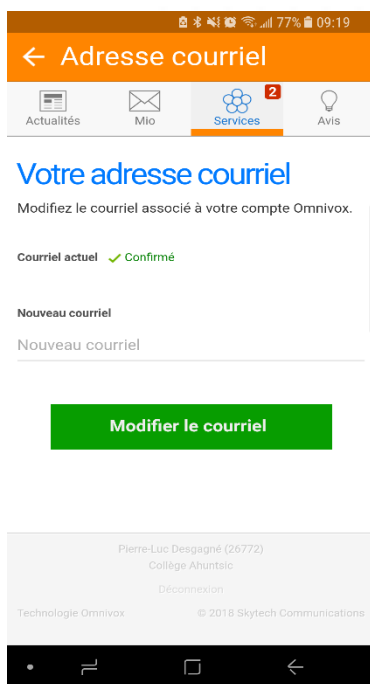 77% 09:19
Adresse courriel
Actualités Mio Services 2 Avis
Votre adresse courriel
Modifiez le courriel associé à votre compte Omnivox.
Courriel actuel Confirmé
Nouveau courriel
Nouveau courriel
Modifier le courriel
Pierre-Luc Desgagné (26772)
Collège Ahuntsic
Déconnexion
Technologie Omnivox © 2018 Skytech Communications